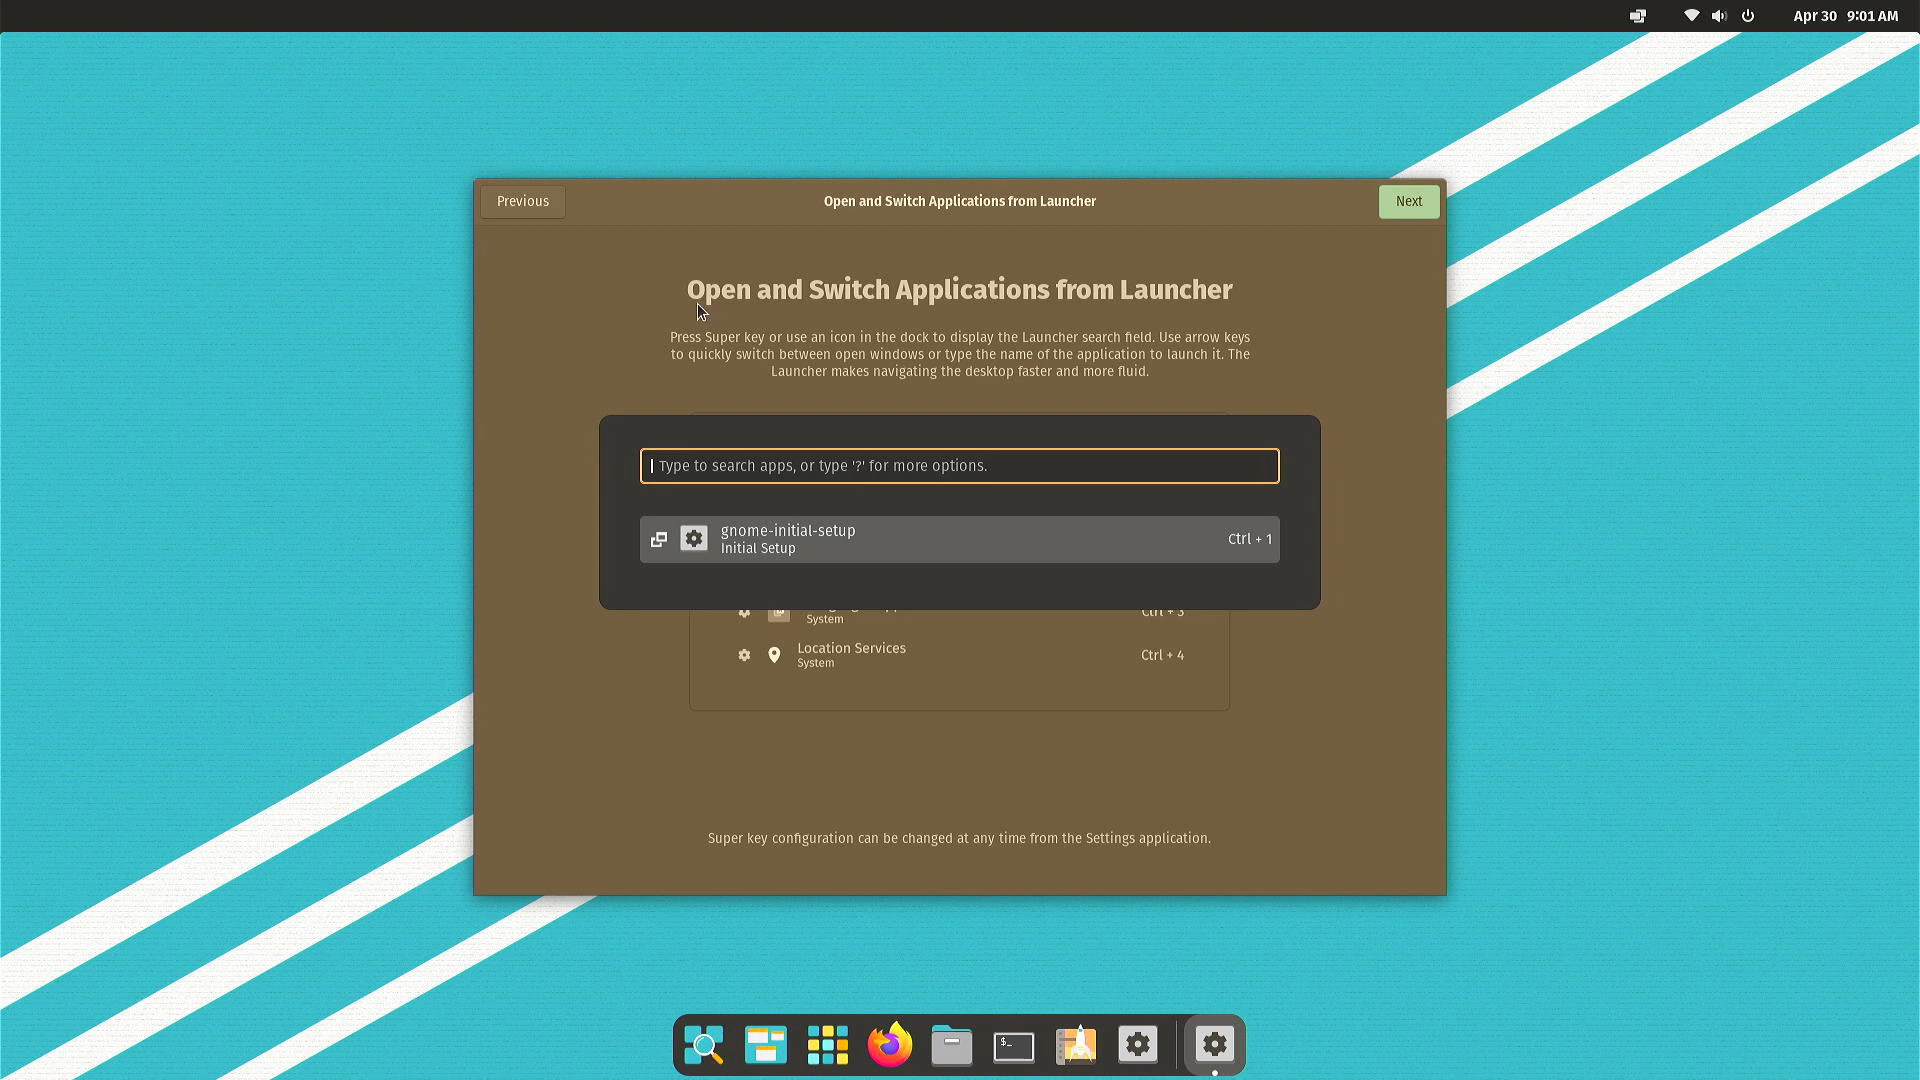 Apr 30 9:01 AM
Previous
Open and Switch Applications from Launcher
Next
Open and Switch Applications from Launcher
Press Super key or use an icon in the dock to display the Launcher search field. Use arrow keys
to quickly switch between open windows or type the name of the application to launch it. The
Launcher makes navigating the desktop faster and more fluid.
Type to search apps, or type '?' for more options.
gnome-initial-setup
Initial Setup
Ctrl + 1
Ctrl + 3
System
Location Services
System
Ctrl + 4
Super key configuration can be changed at any time from the Settings application.
$_